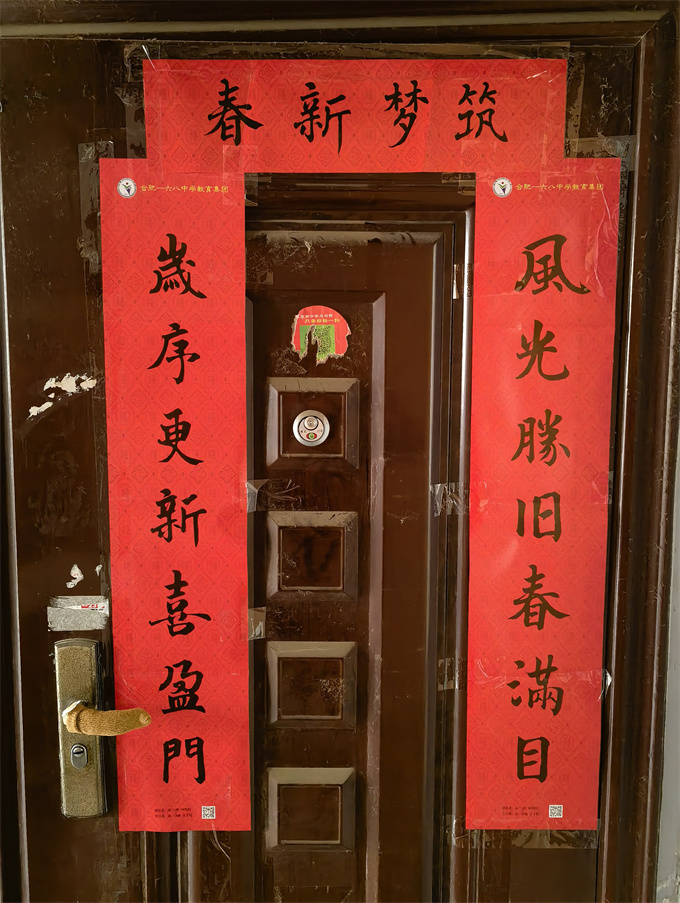 筑梦新春
合肥一六八中学教育集团
風光勝旧春滿目
合肥一六八中学教育集团
歲序更新喜盈門